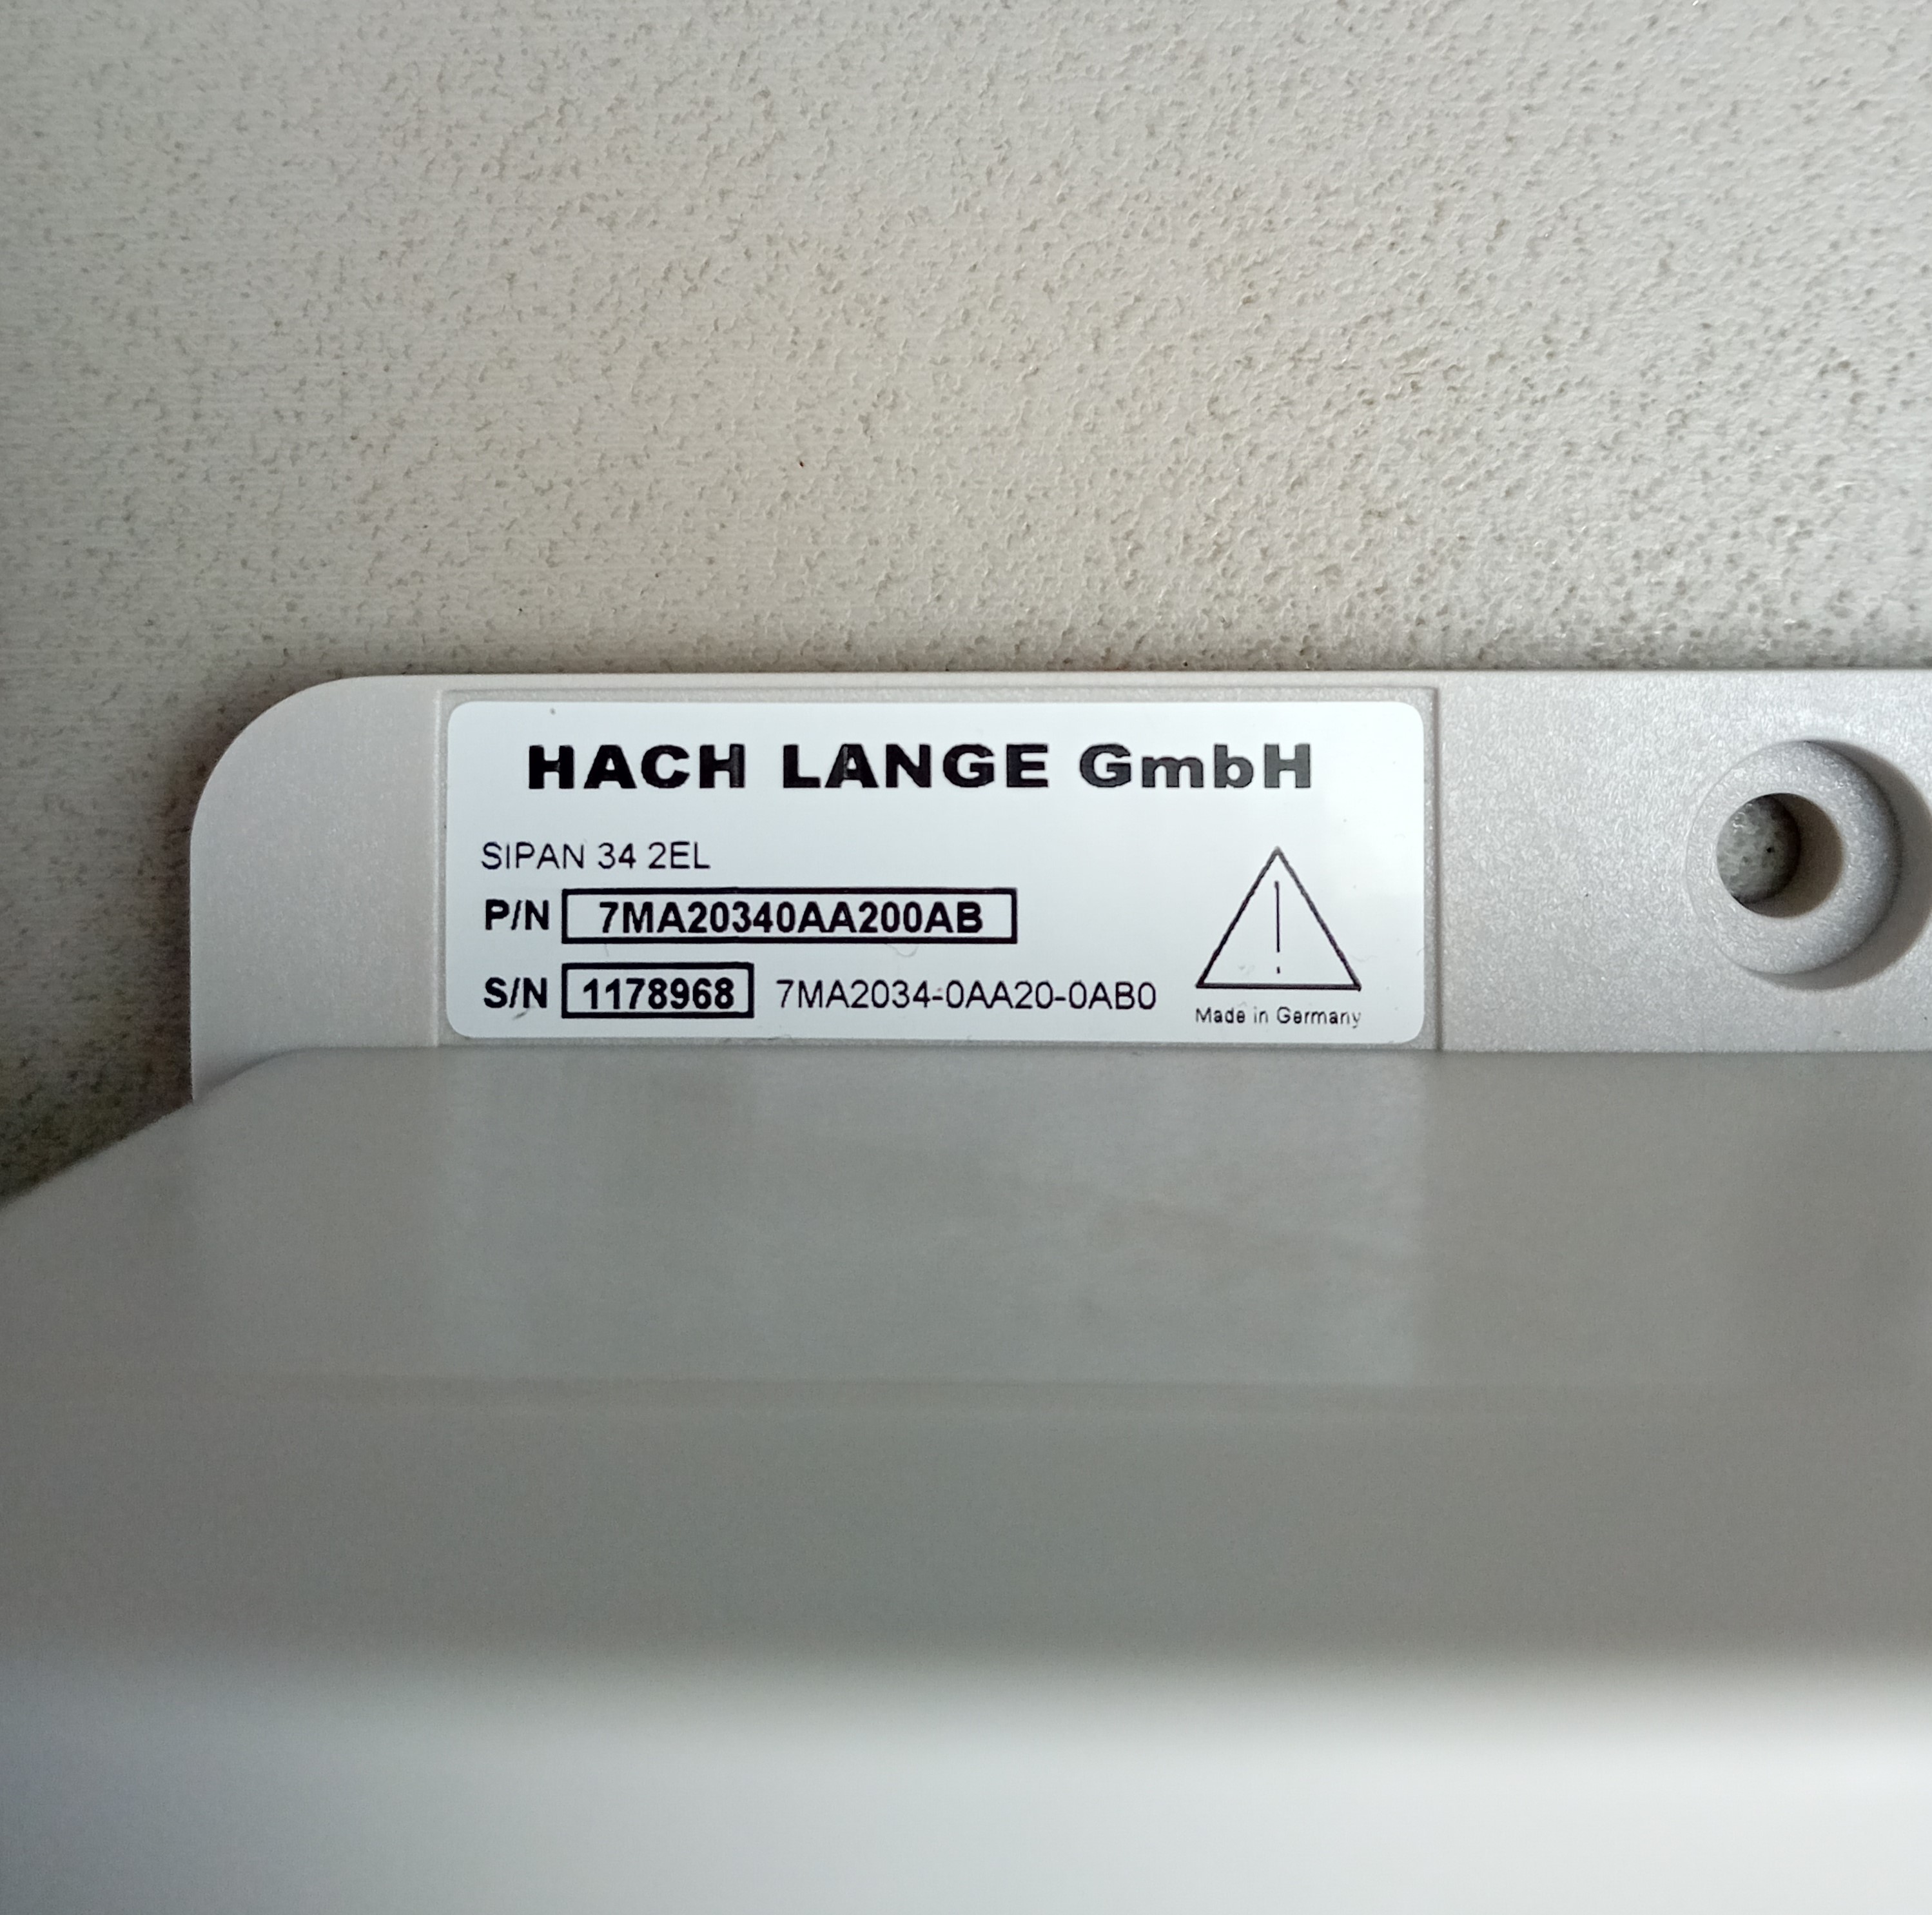 HACH LANGE GmbH
SIPAN 34 2EL
P/N 7MA20340AA200AB
S/N 1178968 7MA2034-0AA20-0AB0
Made in Germany